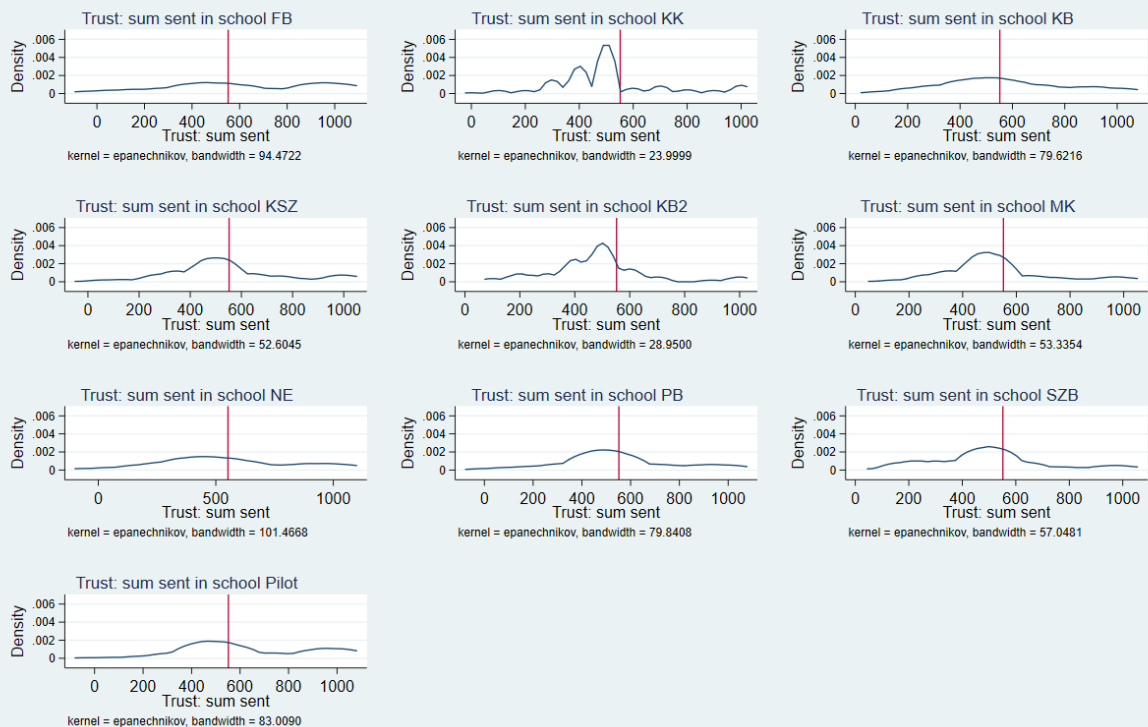 Trust: sum sent in school FB
.006
.004
.002
0
Density
0 200 400 600 800 1000
Trust: sum sent
kernel = epanechnikov, bandwidth = 94.4722
Trust: sum sent in school KK
.006
.004
.002
0
Density
0 200 400 600 800 1000
Trust: sum sent
kernel = epanechnikov, bandwidth = 23.9999
Trust: sum sent in school KB
.006
.004
.002
0
Density
200 400 600 800 1000
Trust: sum sent
kernel = epanechnikov, bandwidth = 79.6216
Trust: sum sent in school KSZ
.006
.004
.002
0
Density
0 200 400 600 800 1000
Trust: sum sent
kernel = epanechnikov, bandwidth = 52.6045
Trust: sum sent in school KB2
.006
.004
.002
0
Density
0 200 400 600 800 1000
Trust: sum sent
kernel = epanechnikov, bandwidth = 28.9500
Trust: sum sent in school MK
.006
.004
.002
0
Density
0 200 400 600 800 1000
Trust: sum sent
kernel = epanechnikov, bandwidth = 53.3354
Trust: sum sent in school NE
.006
.004
.002
0
Density
0 500 1000
Trust: sum sent
kernel = epanechnikov, bandwidth = 101.4668
Trust: sum sent in school PB
.006
.004
.002
0
Density
0 200 400 600 800 1000
Trust: sum sent
kernel = epanechnikov, bandwidth = 79.8408
Trust: sum sent in school SZB
.006
.004
.002
0
Density
0 200 400 600 800 1000
Trust: sum sent
kernel = epanechnikov, bandwidth = 57.0481
Trust: sum sent in school Pilot
.006
.004
.002
0
Density
0 200 400 600 800 1000
Trust: sum sent
kernel = epanechnikov, bandwidth = 83.0090